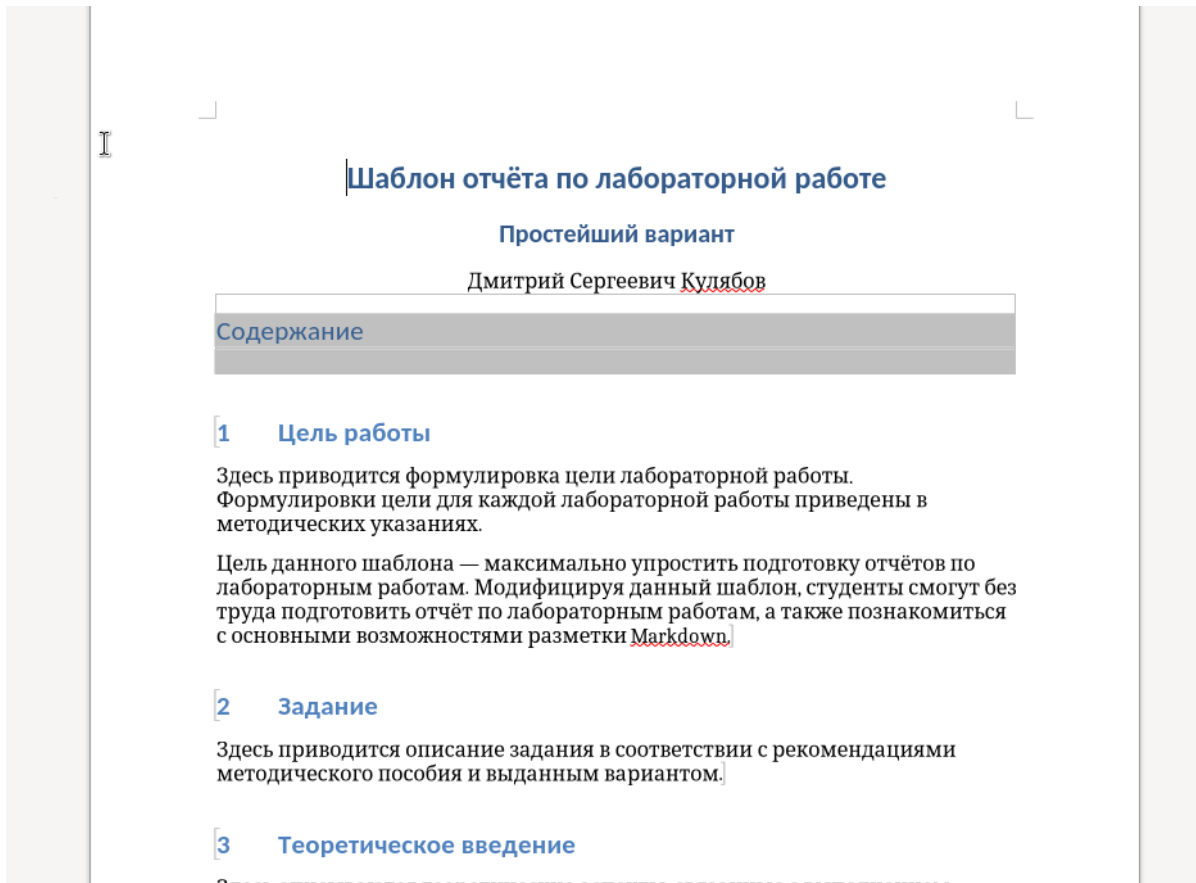 Шаблон отчёта по лабораторной работе
Простейший вариант
Дмитрий Сергеевич Кулябов
Содержание
1 Цель работы
Здесь приводится формулировка цели лабораторной работы.
Формулировки цели для каждой лабораторной работы приведены в
методических указаниях.
Цель данного шаблона — максимально упростить подготовку отчётов по
лабораторным работам. Модифицируя данный шаблон, студенты смогут без
труда подготовить отчёт по лабораторным работам, а также познакомиться
с основными возможностями разметки Markdown.
2 Задание
Здесь приводится описание задания в соответствии с рекомендациями
методического пособия и выданным вариантом.
3 Теоретическое введение